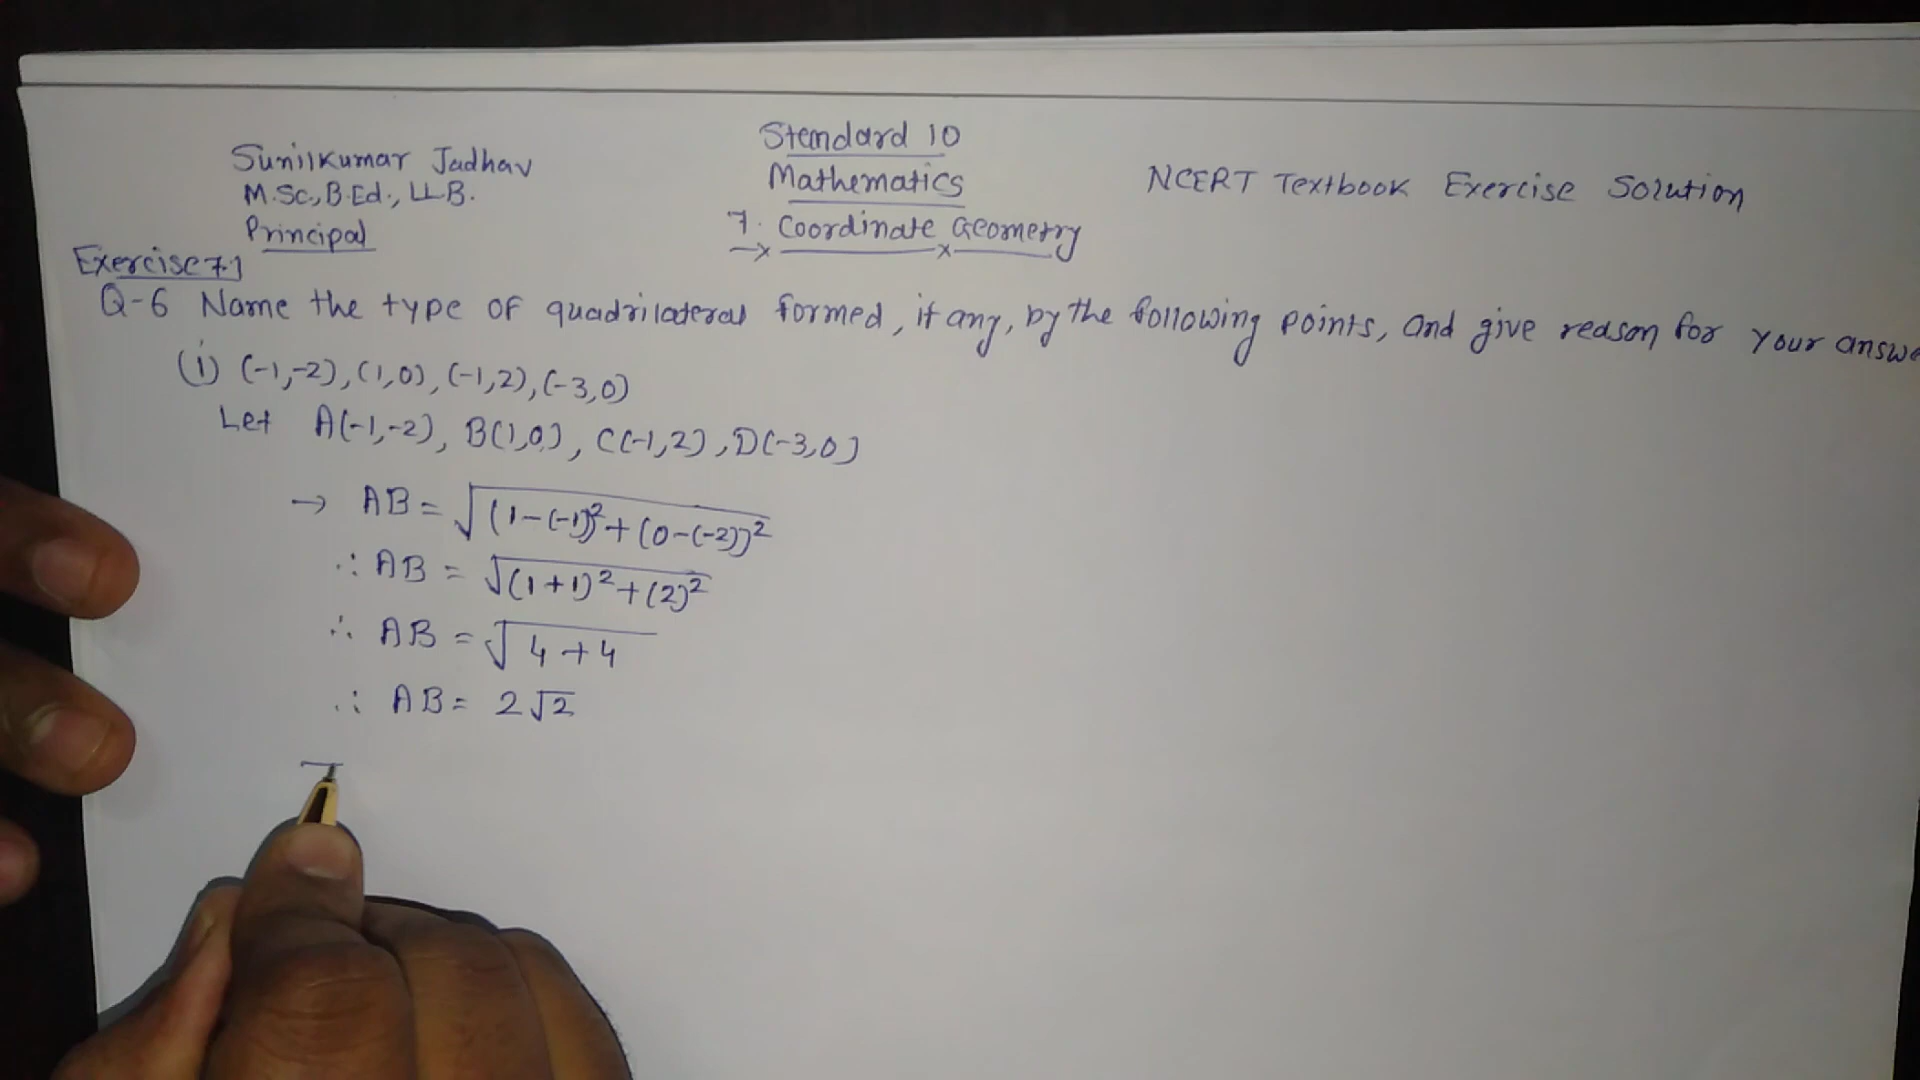 Sunilkumar Jadhav
M.Sc., B.Ed., LL.B.
Principal
Standard 10
Mathematics
7. Coordinate Geometry
NCERT Textbook Exercise Solution
Exercise 7.1
Q-6 Name the type of quadrilateral formed, if any, by the following points, and give reason for your answe
(i) (-1,-2), (1,0), (-1,2), (-3,0)
Let A(-1,-2), B(1,0), C(-1,2), D(-3,0)
→ AB = √(1-(-1))²+(0-(-2))²
∴ AB = √(1+1)²+(2)²
∴ AB = √4+4
∴ AB = 2√2